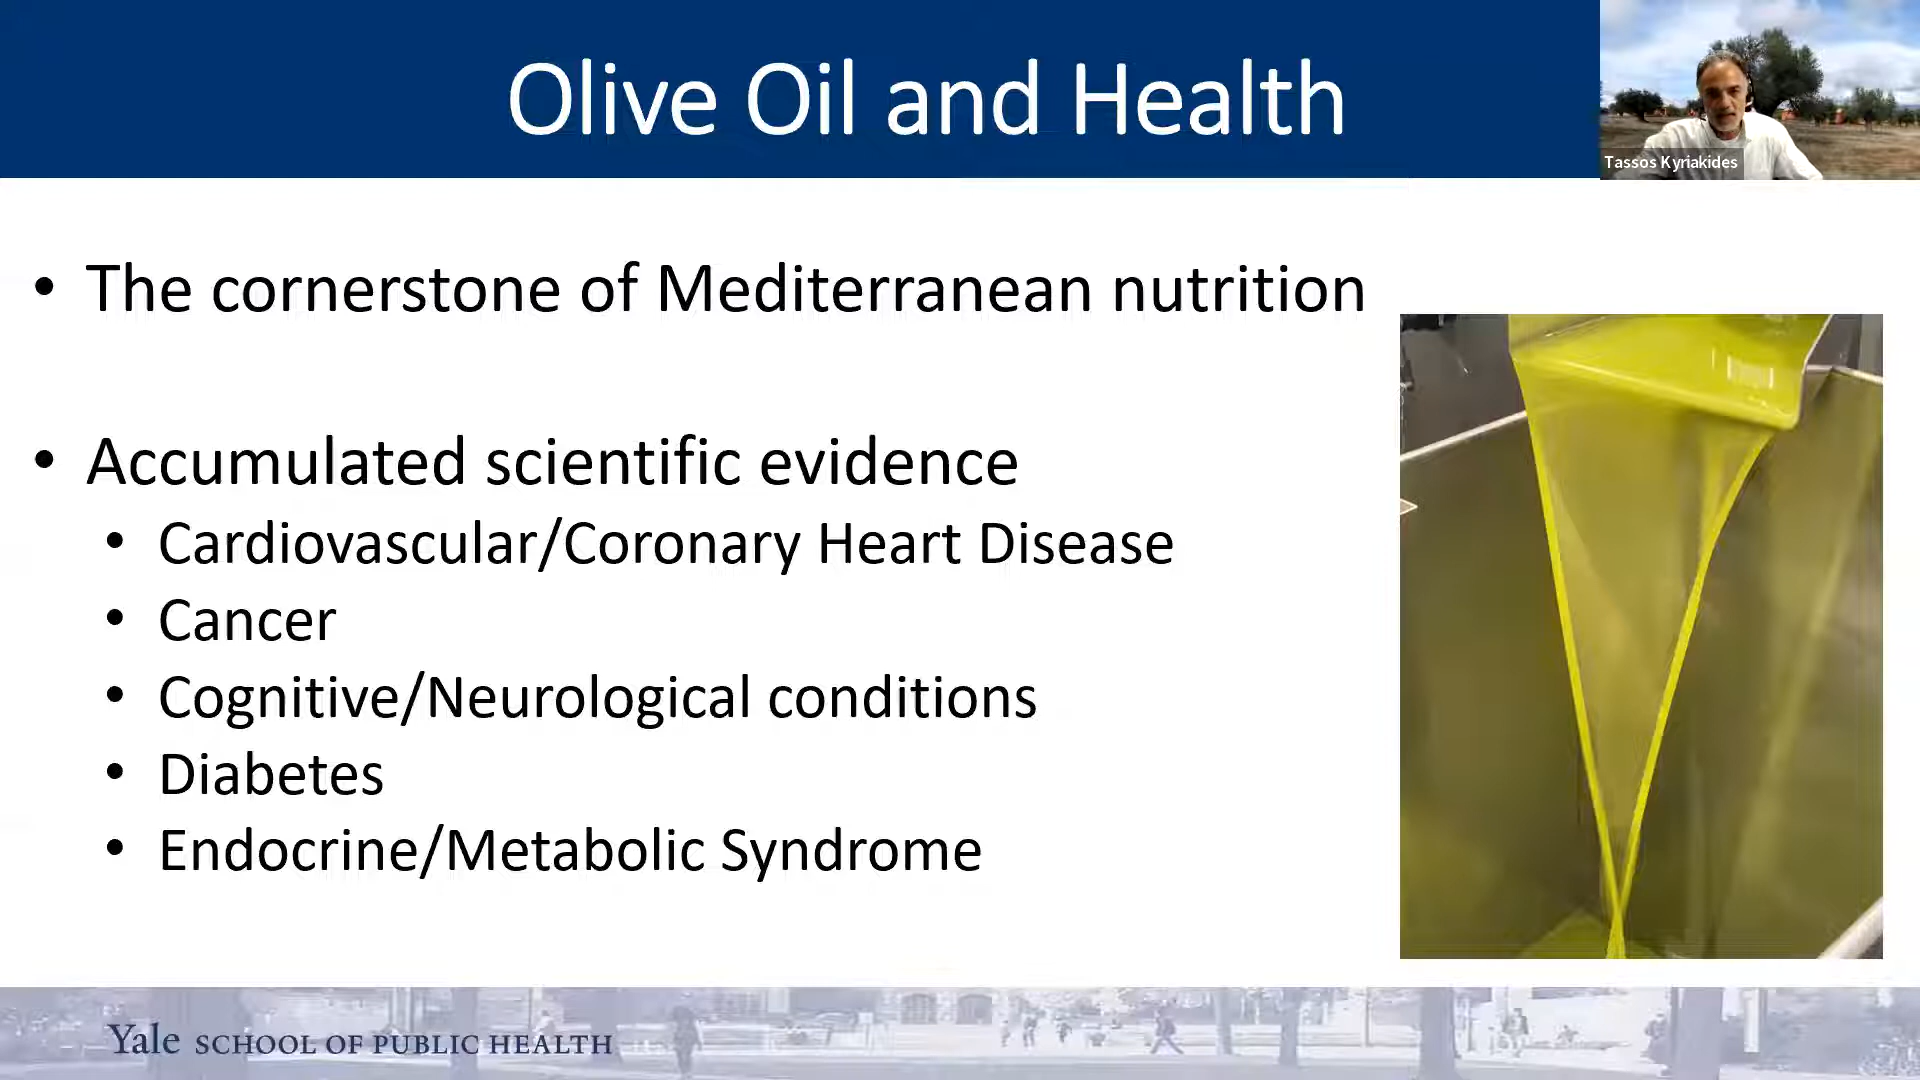 Olive Oil and Health
Tassos Kyriakides
• The cornerstone of Mediterranean nutrition
• Accumulated scientific evidence
• Cardiovascular/Coronary Heart Disease
• Cancer
• Cognitive/Neurological conditions
• Diabetes
• Endocrine/Metabolic Syndrome
Yale SCHOOL OF PUBLIC HEALTH